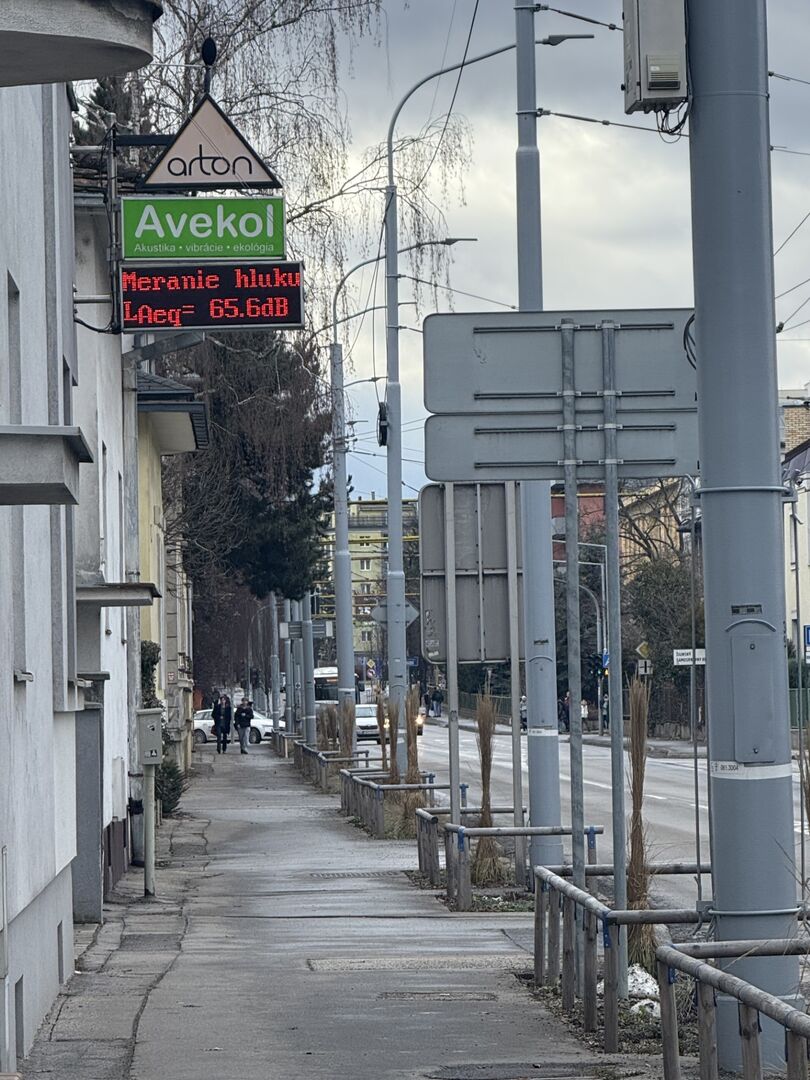 arton
Avekol
Akustika • vibrácie • ekológia
Meranie hluku
LAeq= 65.6dB